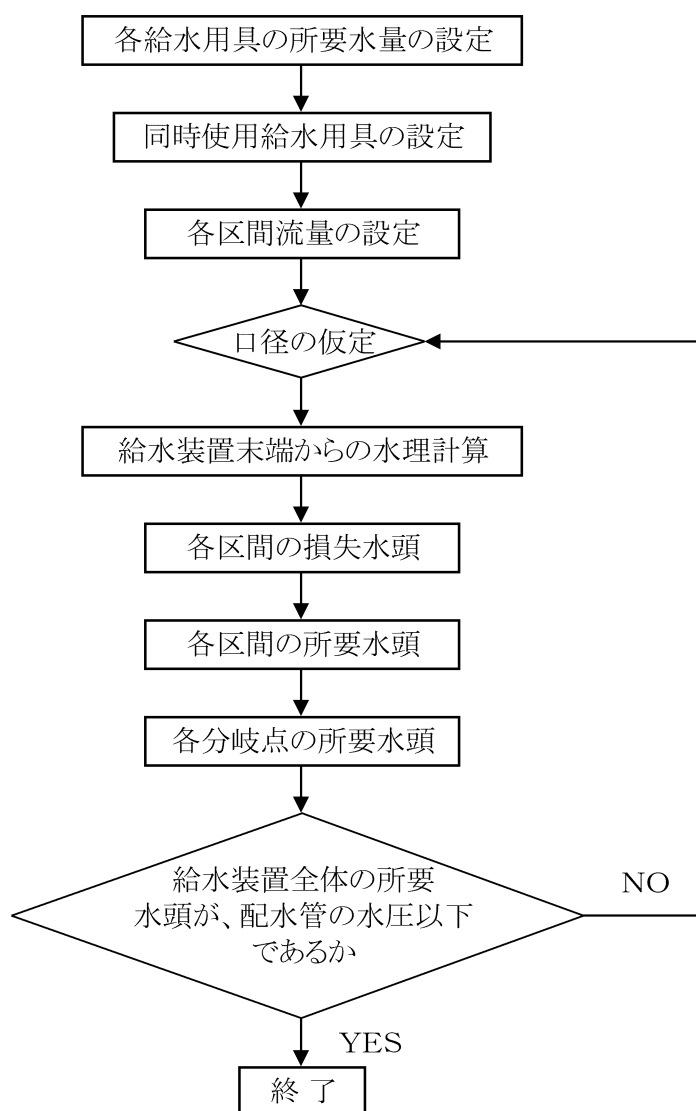 各給水用具の所要水量の設定
同時使用給水用具の設定
各区間流量の設定
口径の仮定
給水装置末端からの水理計算
各区間の損失水頭
各区間の所要水頭
各分岐点の所要水頭
給水装置全体の所要
水頭が、配水管の水圧以下
であるか
NO
YES
終 了